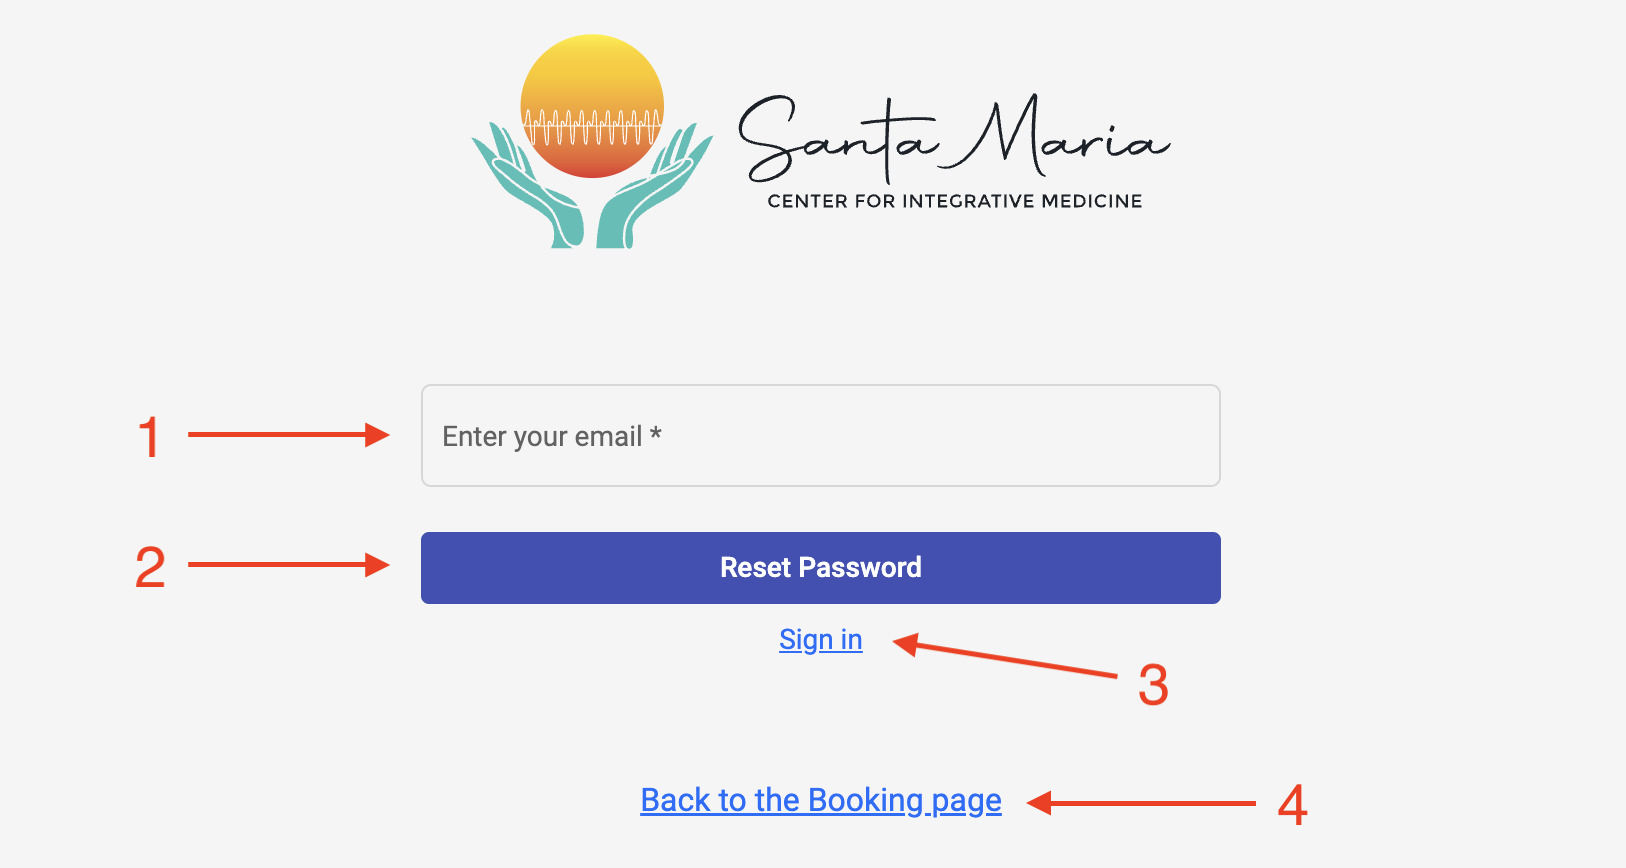 Santa Maria
CENTER FOR INTEGRATIVE MEDICINE
1
Enter your email *
2
Reset Password
Sign in
3
Back to the Booking page
4